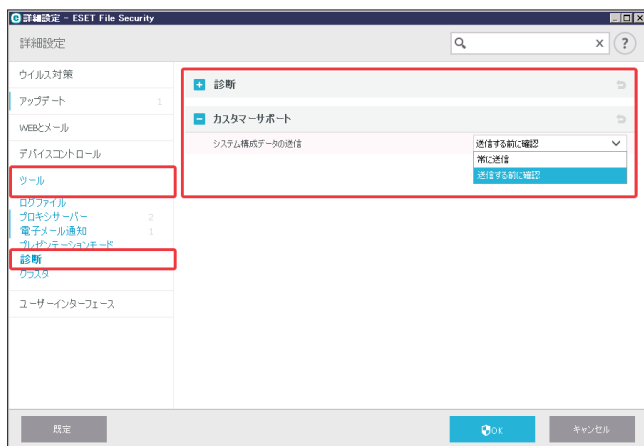 詳細設定 - ESET File Security
詳細設定
x
?
ウイルス対策
アップデート 1
WEBとメール
デバイスコントロール
ツール
ログファイル
プロキシサーバー 2
電子メール通知 1
プレゼンテーションモード
診断
クラスタ
ユーザーインターフェース
診断
カスタマーサポート
システム構成データの送信 送信する前に確認
常に送信
送信する前に確認
既定
OK
キャンセル